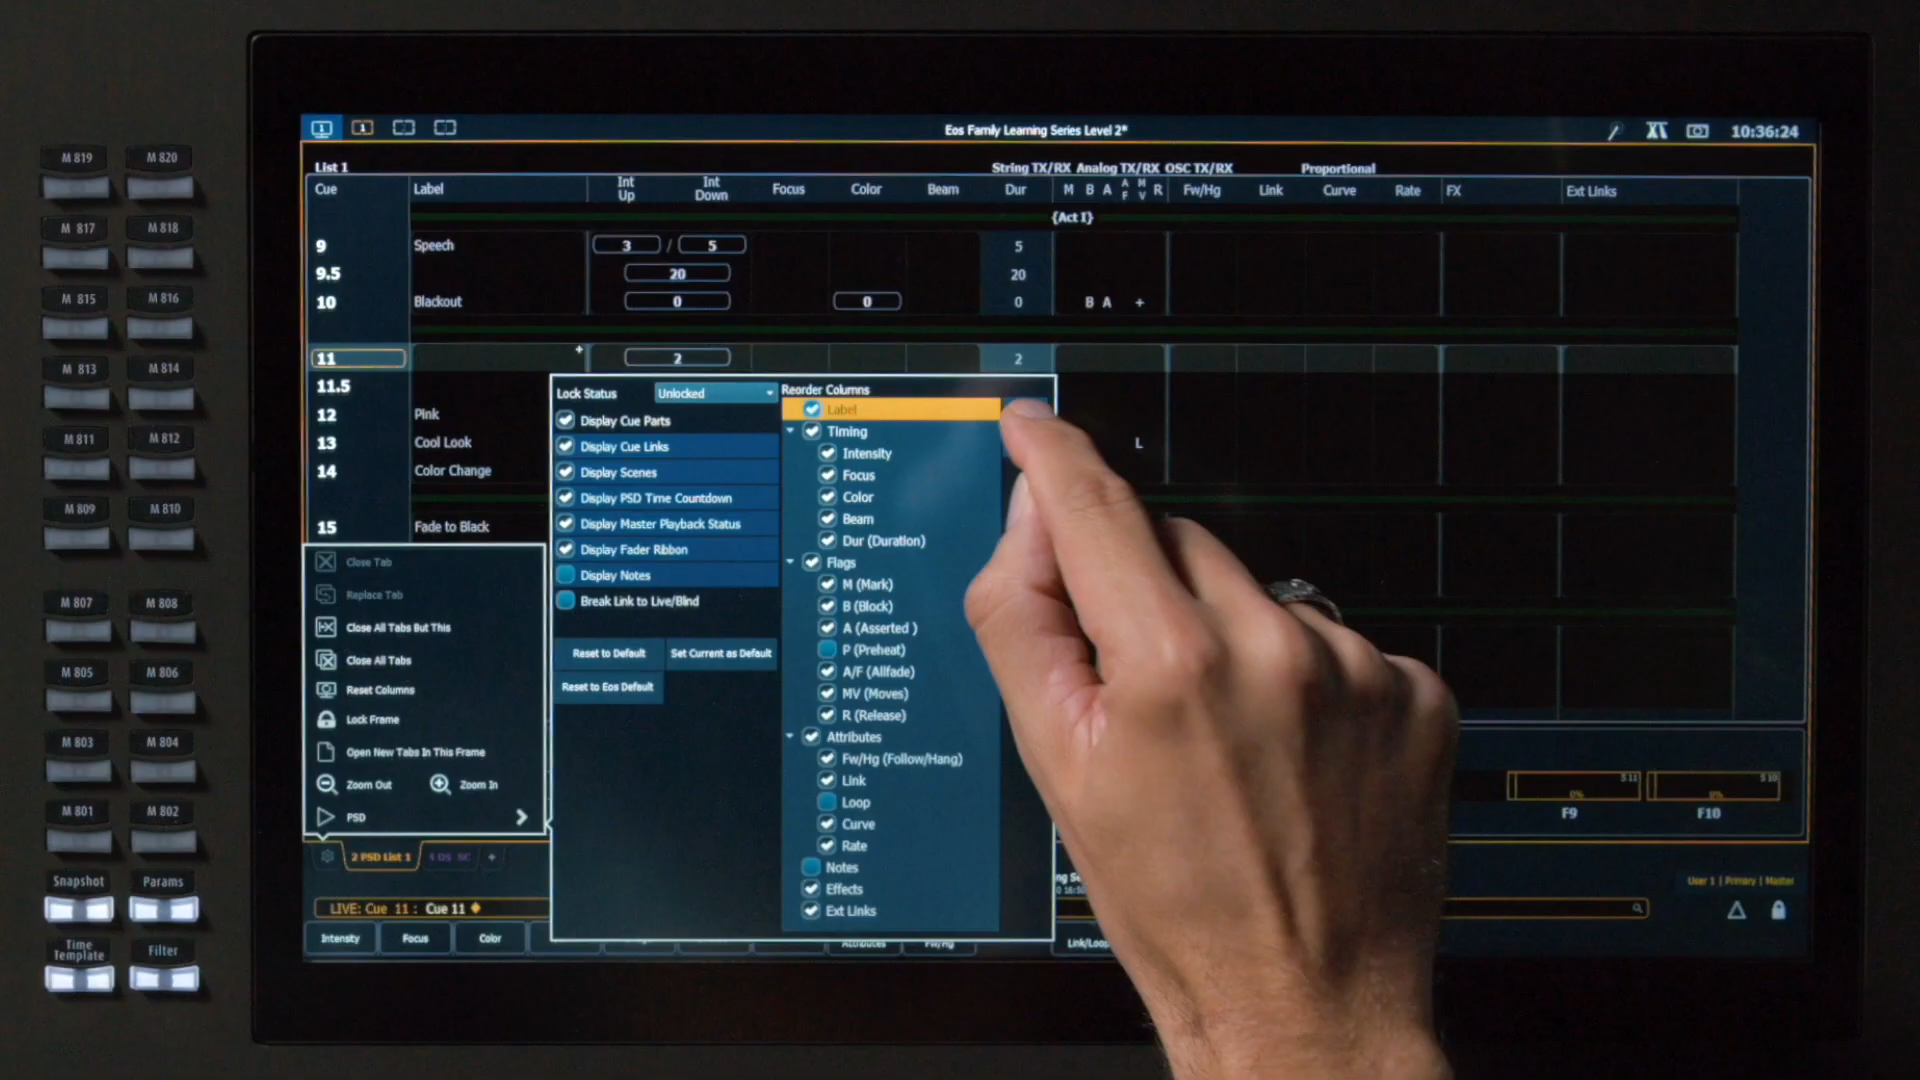 Eos Family Learning Series Level 2*
10:36:24
List 1
String TX/RX Analog TX/RX OSC TX/RX
Proportional
Cue Label Int Up Int Down Focus Color Beam Dur M B A AF MV R Fw/Hg Link Curve Rate FX Ext Links
{Act I}
9 Speech 3 / 5 5
9.5 20 20
10 Blackout 0 0 0 B A +
11 + 2 2
11.5
12 Pink
13 Cool Look L
14 Color Change
15 Fade to Black
Close Tab
Replace Tab
Close All Tabs But This
Close All Tabs
Reset Columns
Lock Frame
Open New Tabs In This Frame
Zoom Out Zoom In
PSD
Lock Status Unlocked
Display Cue Parts
Display Cue Links
Display Scenes
Display PSD Time Countdown
Display Master Playback Status
Display Fader Ribbon
Display Notes
Break Link to Live/Blind
Reset to Default Set Current as Default
Reset to Eos Default
Reorder Columns
Label
Timing
Intensity
Focus
Color
Beam
Dur (Duration)
Flags
M (Mark)
B (Block)
A (Asserted )
P (Preheat)
A/F (Allfade)
MV (Moves)
R (Release)
Attributes
Fw/Hg (Follow/Hang)
Link
Loop
Curve
Rate
Notes
Effects
Ext Links
S 11 S 10
0% 0%
F9 F10
2 PSD List 1
User 1 | Primary | Master
LIVE: Cue 11 : Cue 11
Intensity Focus Color Attributes Fw/Hg Link/Loop
M 819 M 820
M 817 M 818
M 815 M 816
M 813 M 814
M 811 M 812
M 809 M 810
M 807 M 808
M 805 M 806
M 803 M 804
M 801 M 802
Snapshot Params
Time Template Filter